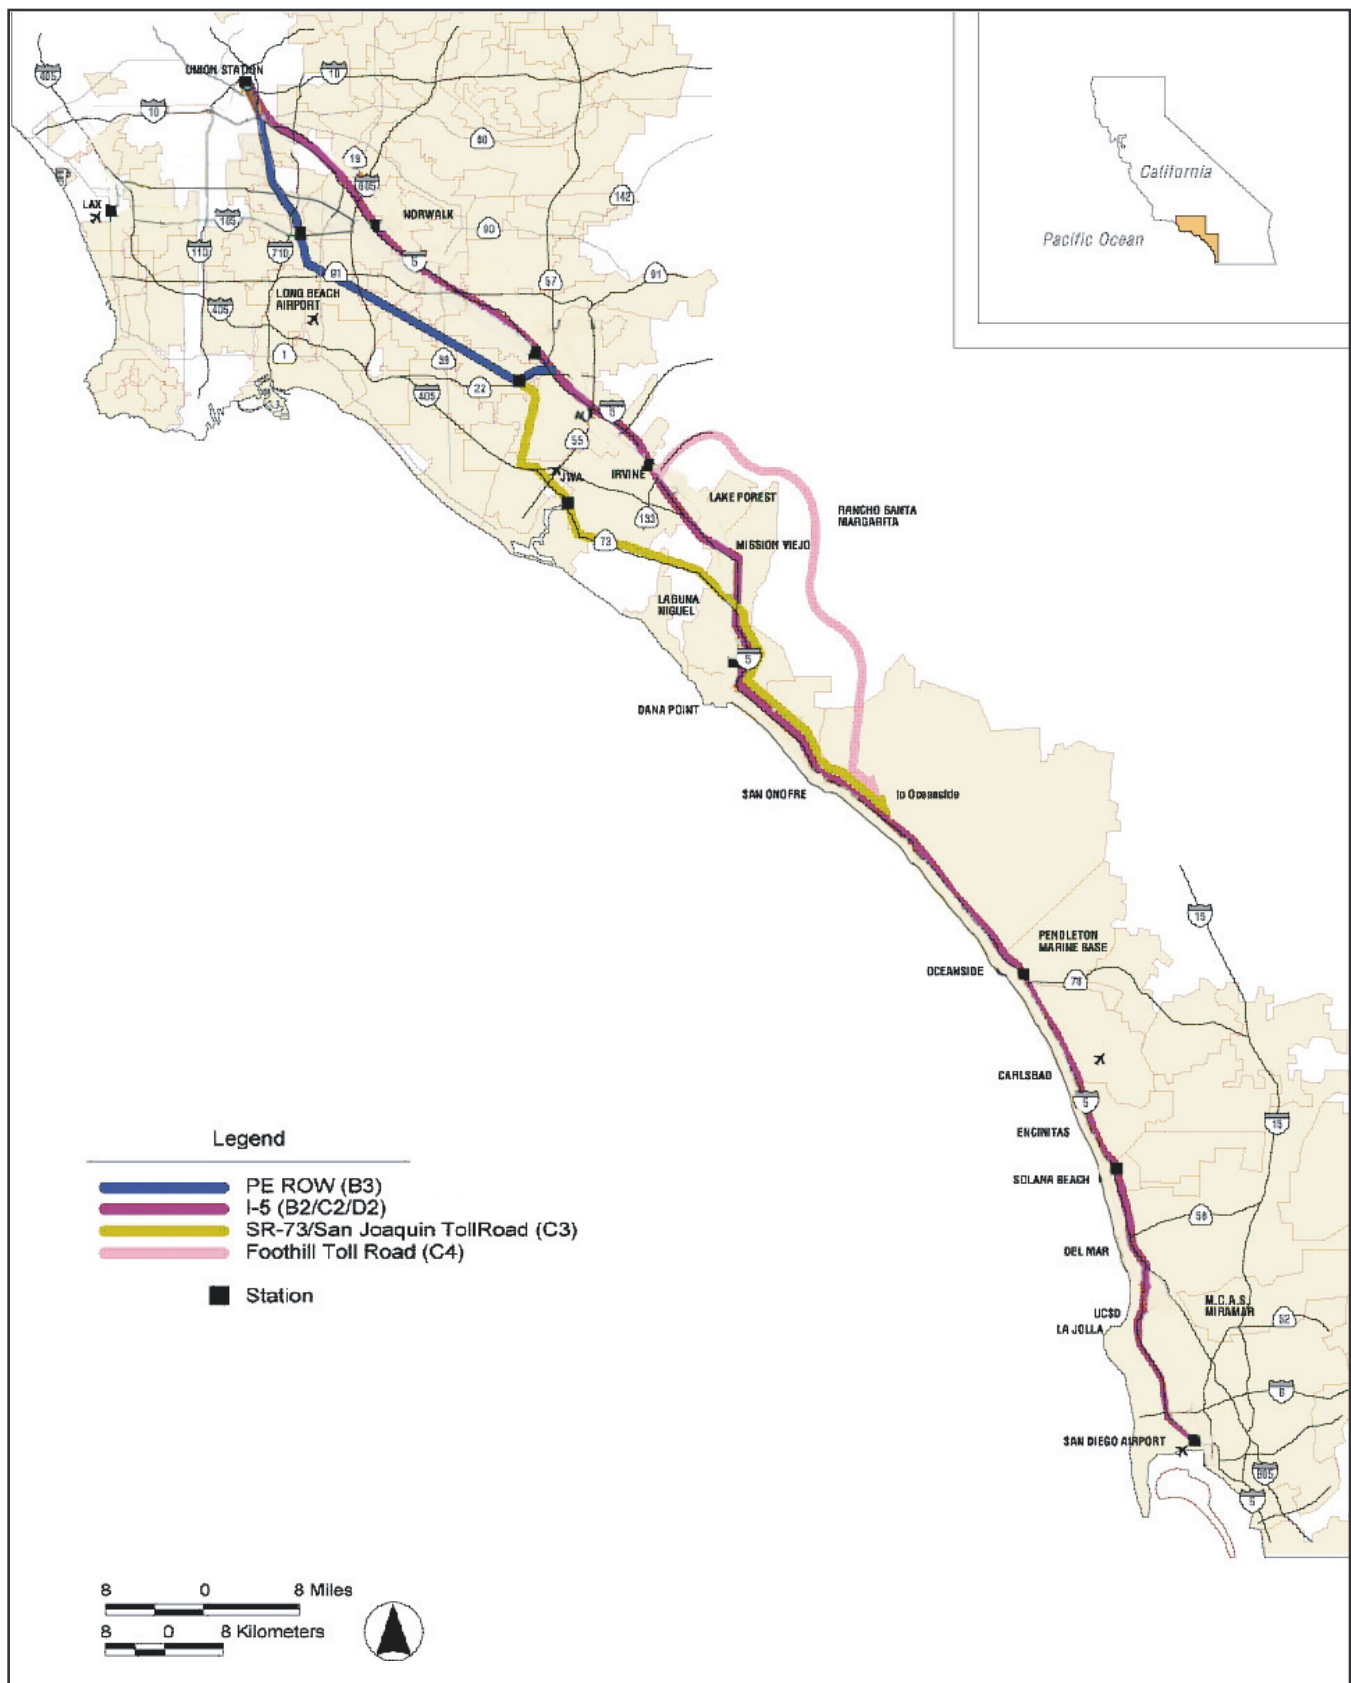 UNION STATION
405
10
10
19
605
60
142
LAX
105
NORWALK
90
110
710
5
91
57
91
LONG BEACH
AIRPORT
405
1
39
22
405
5
55
JWA
IRVINE
133
LAKE FOREST
RANCHO SANTA
MARGARITA
73
MISSION VIEJO
LAGUNA
NIGUEL
5
DANA POINT
SAN ONOFRE
to Oceanside
California
Pacific Ocean
15
PENDLETON
MARINE BASE
OCEANSIDE
78
CARLSBAD
5
15
ENCINITAS
SOLANA BEACH
56
DEL MAR
M.C.A.S.
MIRAMAR
UCSD
LA JOLLA
52
8
SAN DIEGO AIRPORT
805
5
Legend
PE ROW (B3)
I-5 (B2/C2/D2)
SR-73/San Joaquin TollRoad (C3)
Foothill Toll Road (C4)
Station
8 0 8 Miles
8 0 8 Kilometers